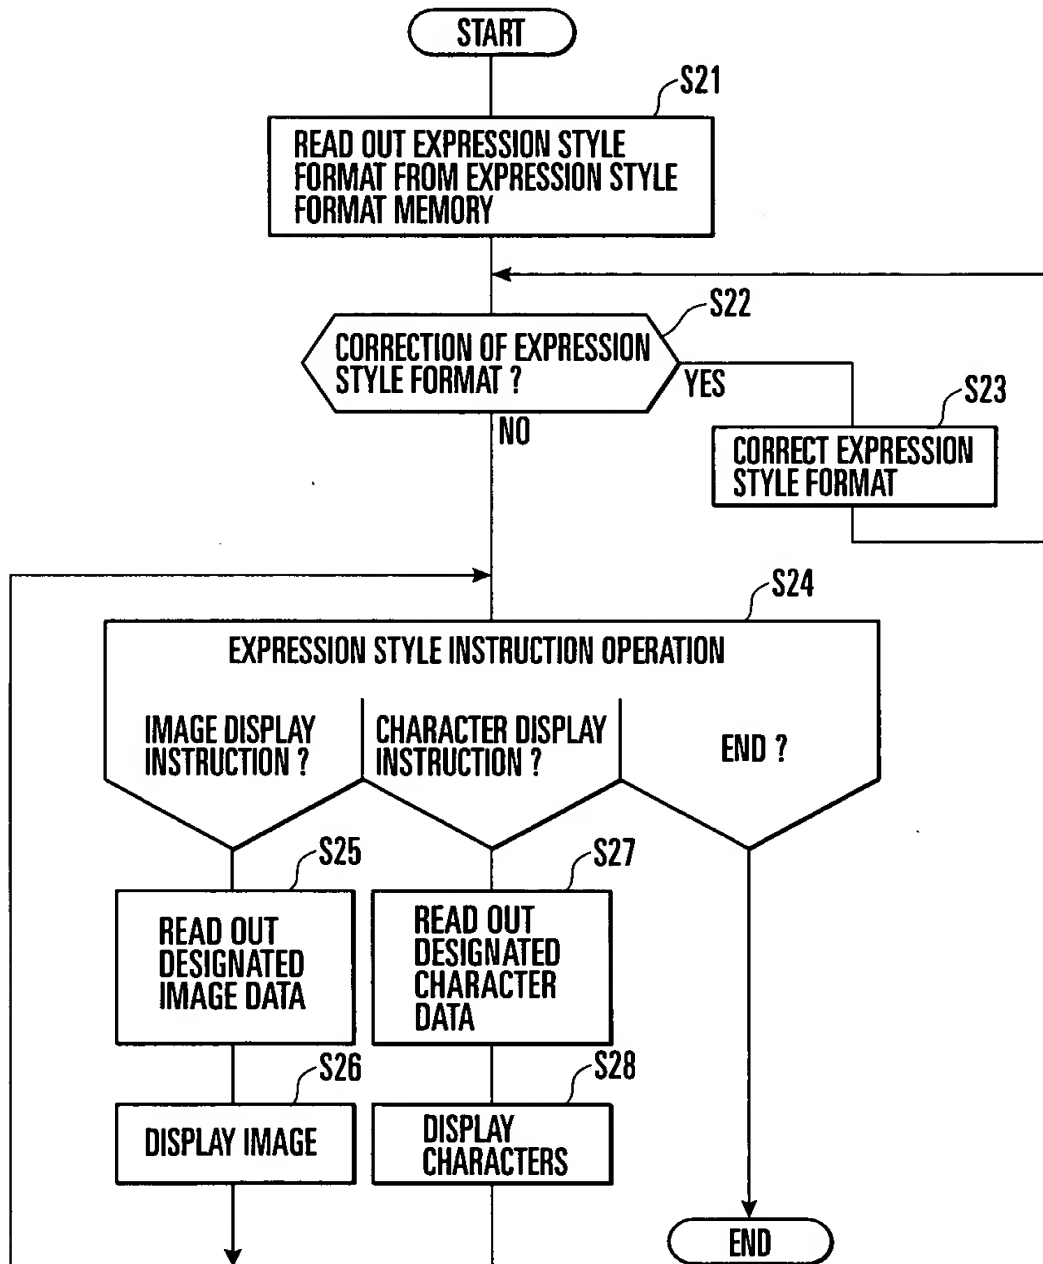 START
S21
READ OUT EXPRESSION STYLE
FORMAT FROM EXPRESSION STYLE
FORMAT MEMORY
S22
CORRECTION OF EXPRESSION
STYLE FORMAT ?
YES
NO
S23
CORRECT EXPRESSION
STYLE FORMAT
S24
EXPRESSION STYLE INSTRUCTION OPERATION
IMAGE DISPLAY
INSTRUCTION ?
CHARACTER DISPLAY
INSTRUCTION ?
END ?
S25
READ OUT
DESIGNATED
IMAGE DATA
S27
READ OUT
DESIGNATED
CHARACTER
DATA
S26
DISPLAY IMAGE
S28
DISPLAY
CHARACTERS
END